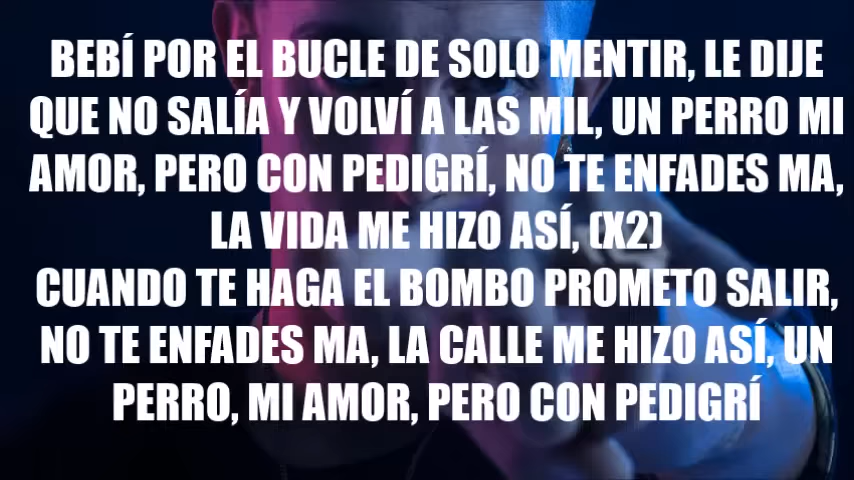 BEBÍ POR EL BUCLE DE SOLO MENTIR, LE DIJE
QUE NO SALÍA Y VOLVÍ A LAS MIL, UN PERRO MI
AMOR, PERO CON PEDIGRÍ, NO TE ENFADES MA,
LA VIDA ME HIZO ASÍ, (X2)
CUANDO TE HAGA EL BOMBO PROMETO SALIR,
NO TE ENFADES MA, LA CALLE ME HIZO ASÍ, UN
PERRO, MI AMOR, PERO CON PEDIGRÍ